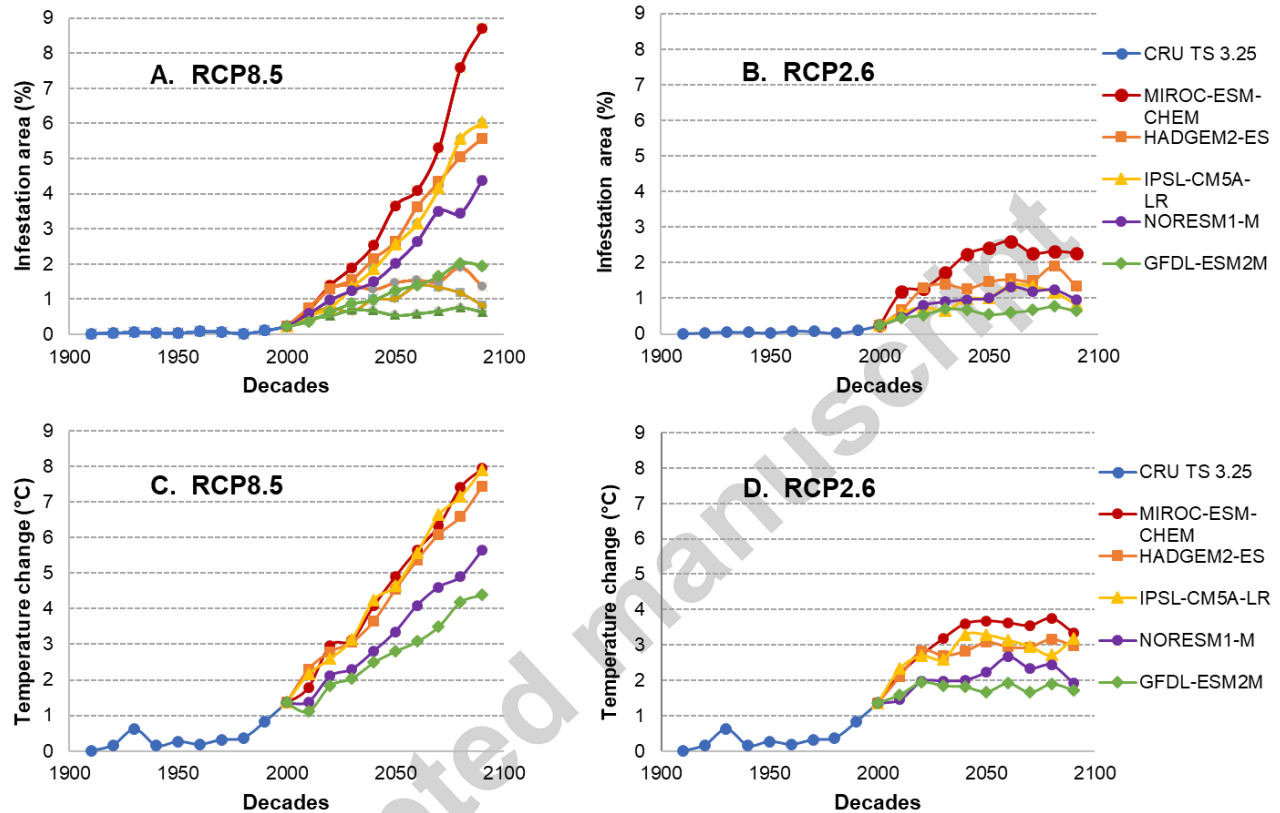 9
8
7
6
5
4
3
2
1
0
Infestation area (%)
A. RCP8.5
1900
1950
2000
2050
2100
Decades
9
8
7
6
5
4
3
2
1
0
Infestation area (%)
B. RCP2.6
1900
1950
2000
2050
2100
Decades
CRU TS 3.25
MIROC-ESM-
CHEM
HADGEM2-ES
IPSL-CM5A-
LR
NORESM1-M
GFDL-ESM2M
9
8
7
6
5
4
3
2
1
0
Temperature change (°C)
C. RCP8.5
1900
1950
2000
2050
2100
Decades
9
8
7
6
5
4
3
2
1
0
Temperature change (°C)
D. RCP2.6
1900
1950
2000
2050
2100
Decades
CRU TS 3.25
MIROC-ESM-
CHEM
HADGEM2-ES
IPSL-CM5A-LR
NORESM1-M
GFDL-ESM2M
manuscript